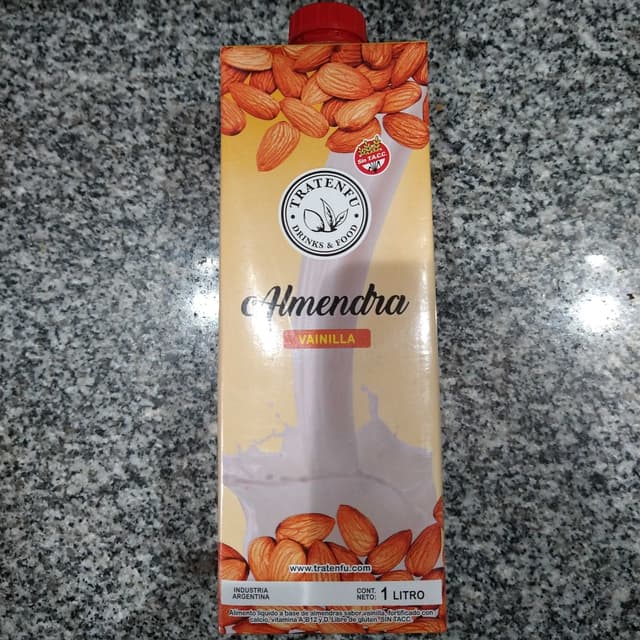 Sin T.A.C.C.
TRATENFU
DRINKS & FOOD
Almendra
VAINILLA
www.tratenfu.com
INDUSTRIA
ARGENTINA
CONT.
NETO: 1 LITRO
Alimento líquido a base de almendras sabor vainilla, fortificado con
calcio, vitamina A,B12 y D. Libre de gluten. SIN TACC